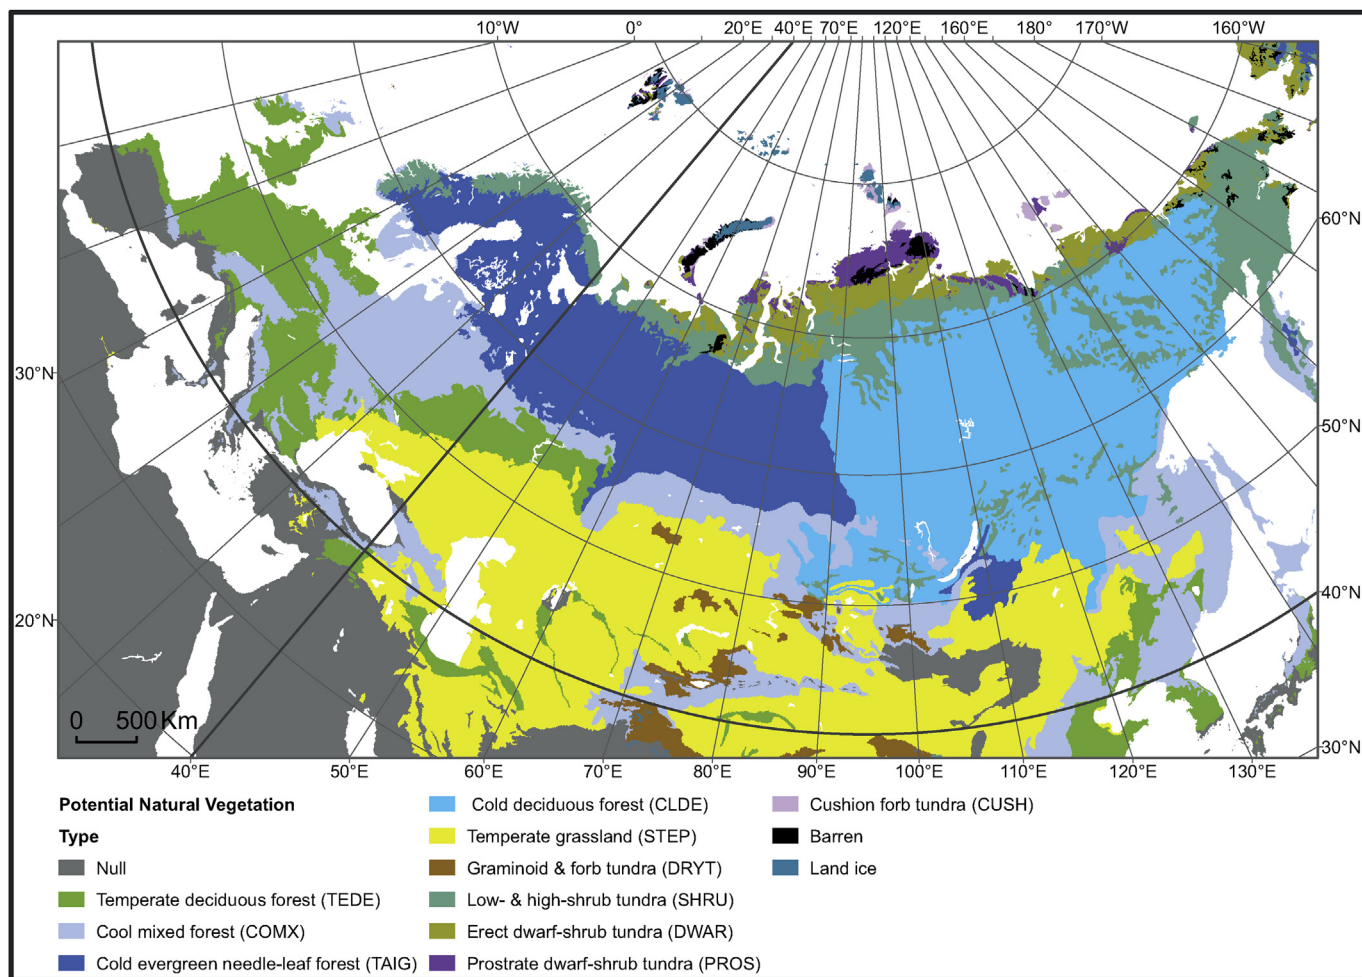 10°W 0° 20°E 40°E 70°E 120°E 160°E 180° 170°W 160°W
60°N
30°N
50°N
40°N
20°N
0 500 Km
30°N
40°E 50°E 60°E 70°E 80°E 90°E 100°E 110°E 120°E 130°E
Potential Natural Vegetation
Type
Null
Temperate deciduous forest (TEDE)
Cool mixed forest (COMX)
Cold evergreen needle-leaf forest (TAIG)
Cold deciduous forest (CLDE)
Temperate grassland (STEP)
Graminoid & forb tundra (DRYT)
Low- & high-shrub tundra (SHRU)
Erect dwarf-shrub tundra (DWAR)
Prostrate dwarf-shrub tundra (PROS)
Cushion forb tundra (CUSH)
Barren
Land ice